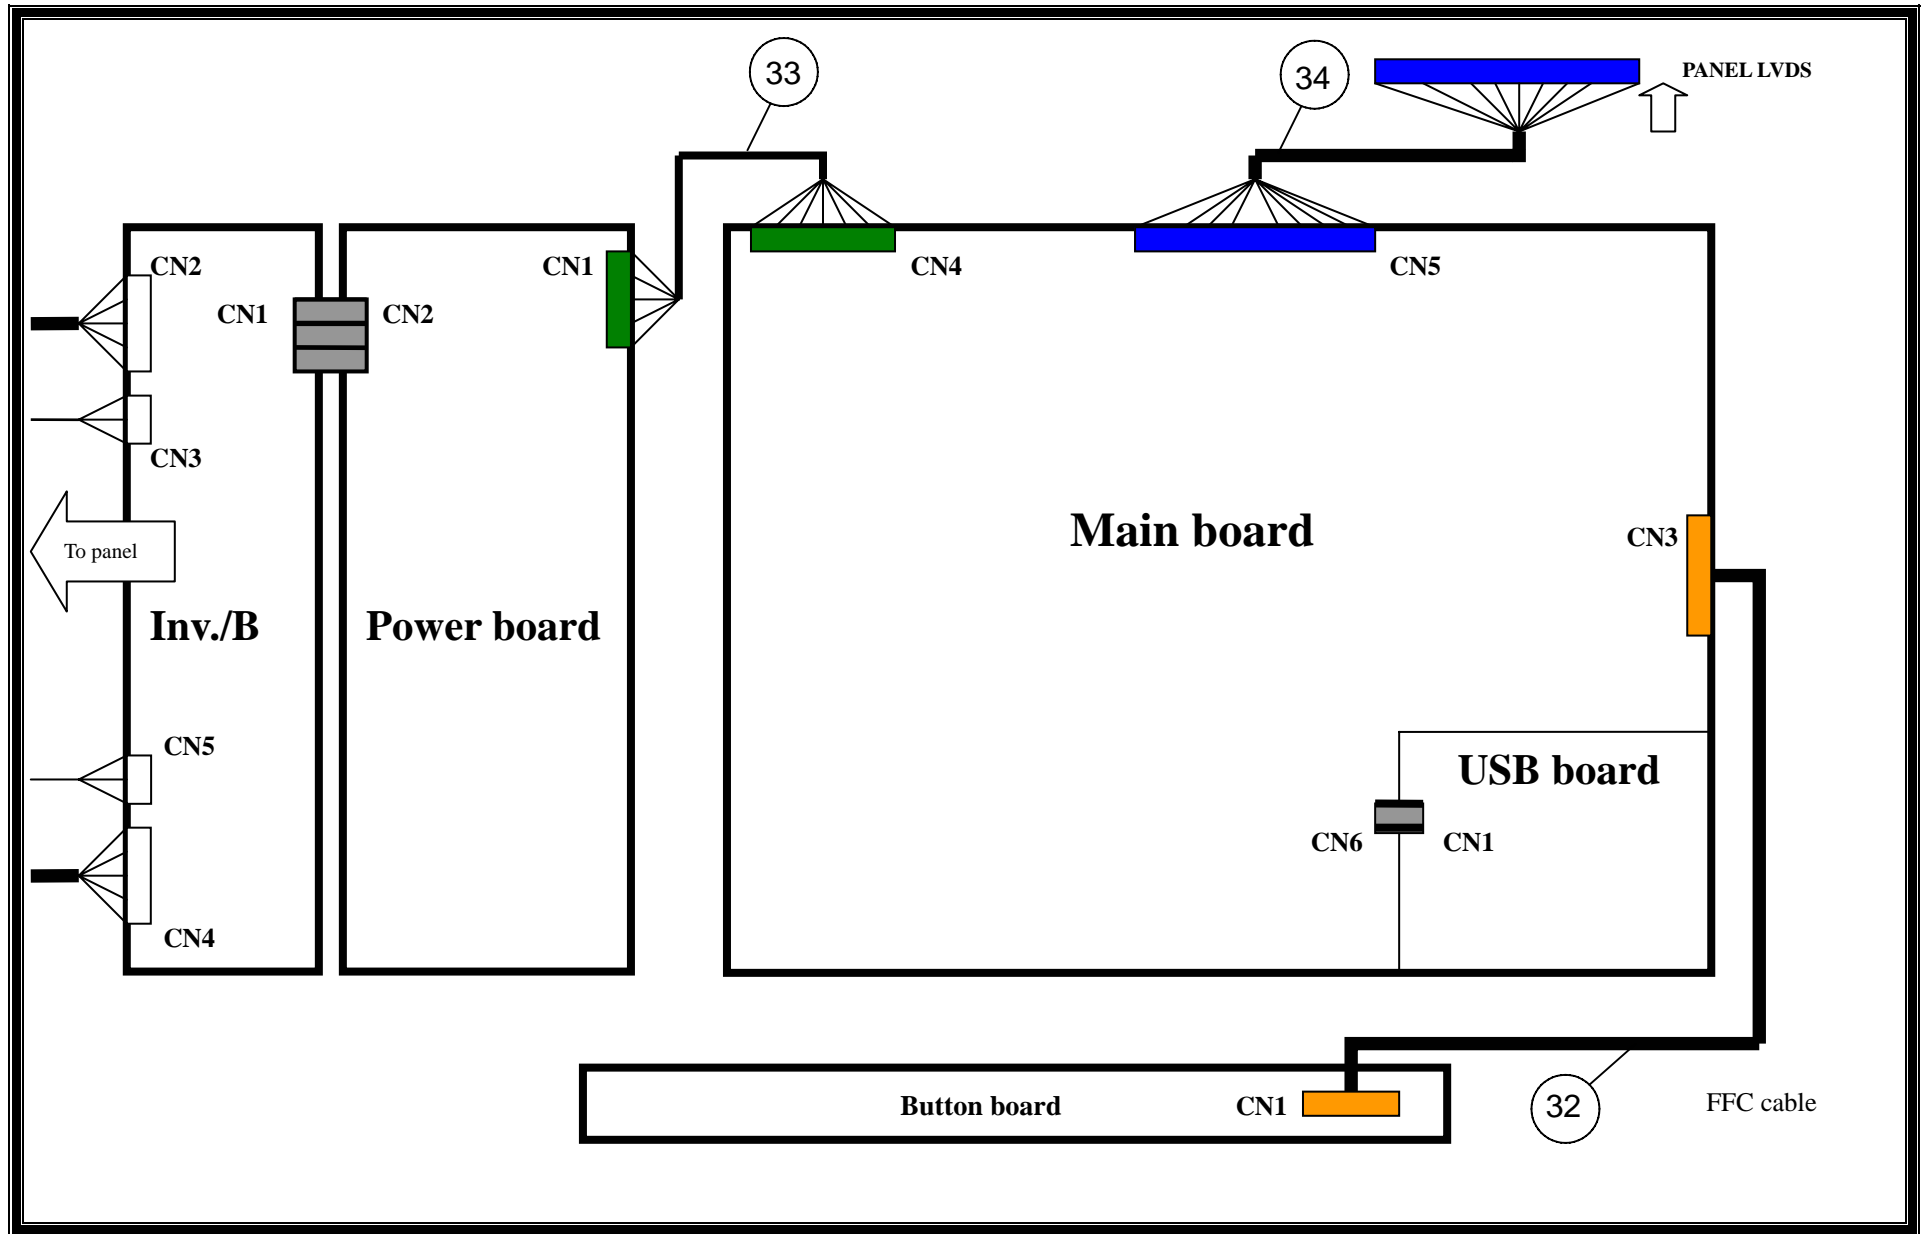 33
34
PANEL LVDS
CN2
CN1
CN4
CN5
CN1
CN2
CN3
CN3
Main board
To panel
Inv./B
Power board
CN5
USB board
CN6
CN1
CN4
Button board
CN1
32
FFC cable